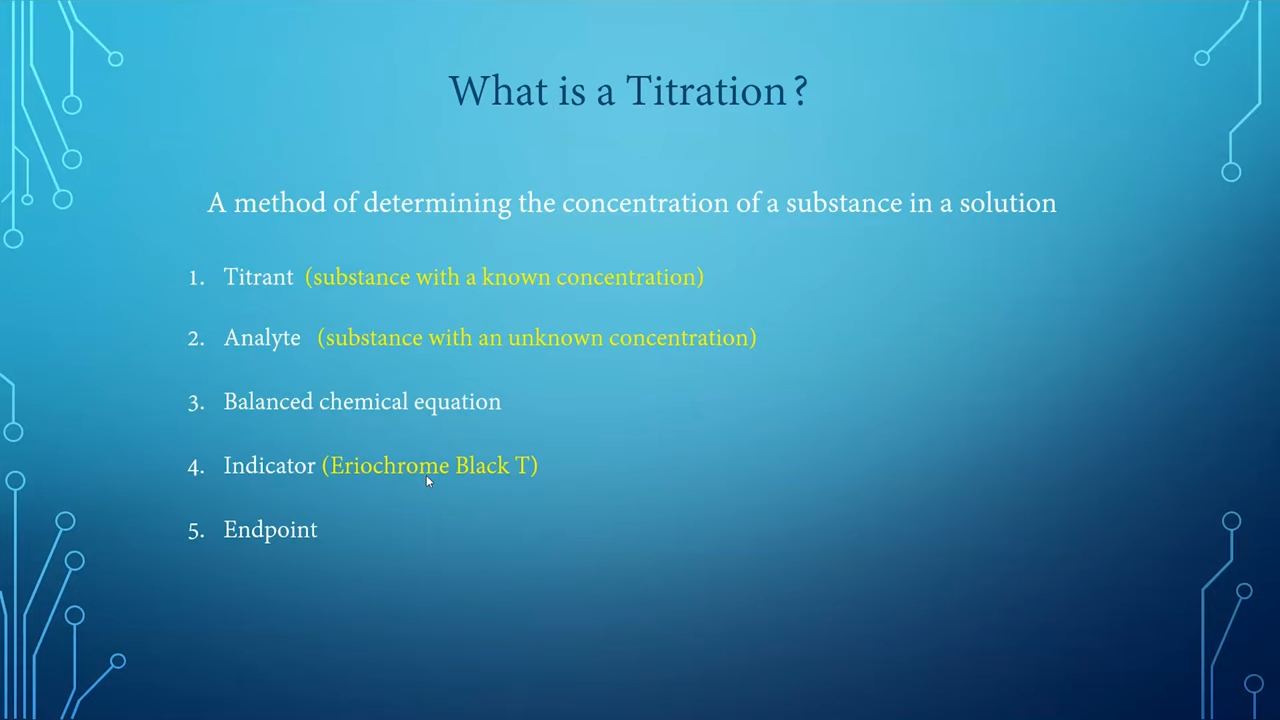 What is a Titration?
A method of determining the concentration of a substance in a solution
1. Titrant (substance with a known concentration)
2. Analyte (substance with an unknown concentration)
3. Balanced chemical equation
4. Indicator (Eriochrome Black T)
5. Endpoint